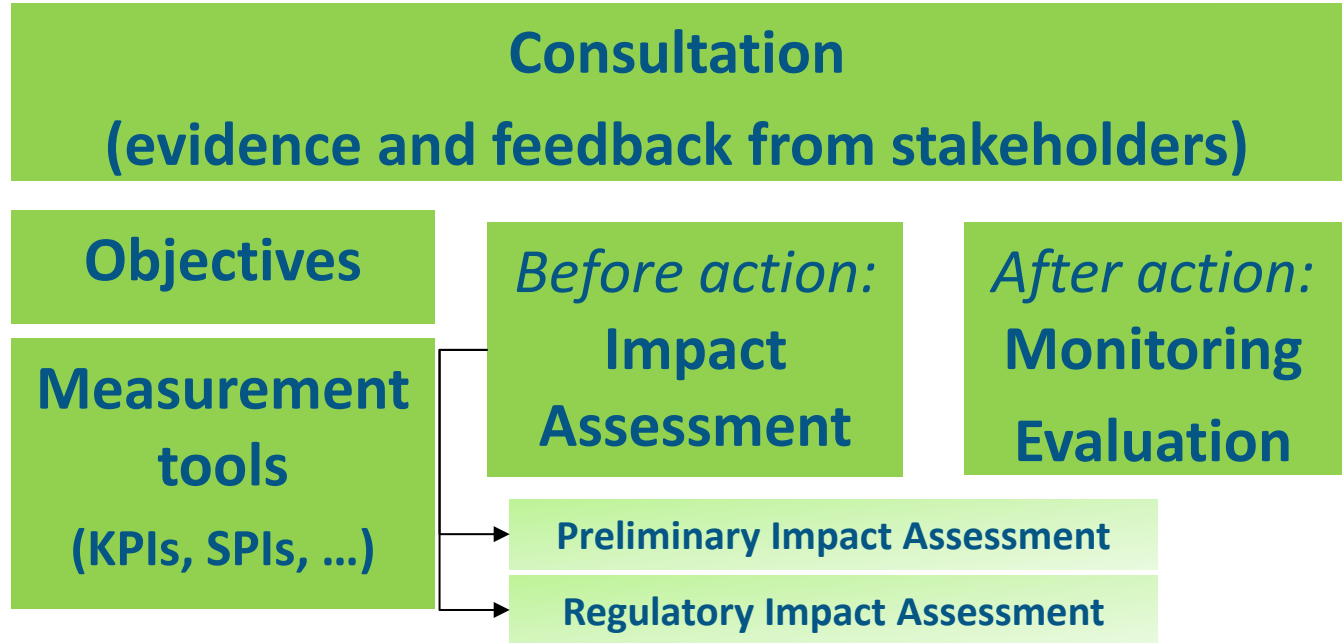 Consultation
(evidence and feedback from stakeholders)
Objectives
Measurement
tools
(KPIs, SPIs, …)
Before action:
Impact
Assessment
After action:
Monitoring
Evaluation
Preliminary Impact Assessment
Regulatory Impact Assessment